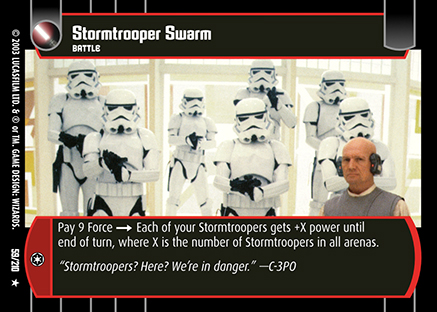 Stormtrooper Swarm
BATTLE
© 2003 LUCASFILM LTD. & ® or TM. GAME DESIGN: WIZARDS.
59/210 ★
Pay 9 Force → Each of your Stormtroopers gets +X power until
end of turn, where X is the number of Stormtroopers in all arenas.
“Stormtroopers? Here? We’re in danger.” —C-3PO